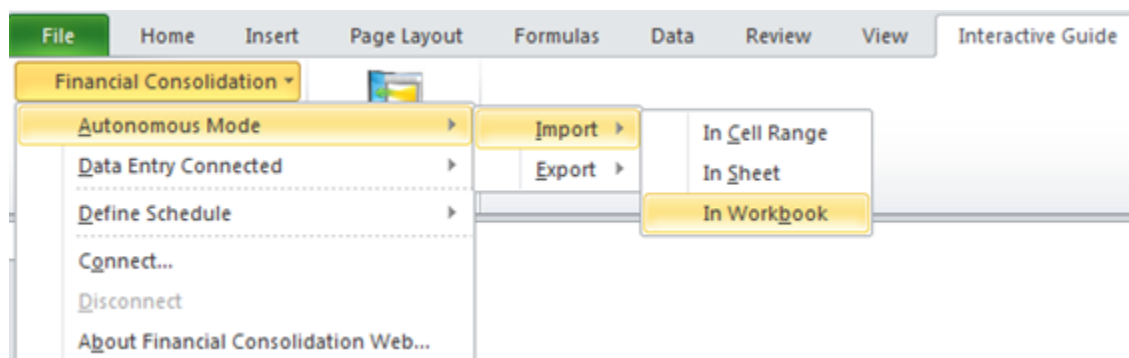 File Home Insert Page Layout Formulas Data Review View Interactive Guide
Financial Consolidation
Autonomous Mode Import In Cell Range
Data Entry Connected Export In Sheet
Define Schedule In Workbook
Connect...
Disconnect
About Financial Consolidation Web...